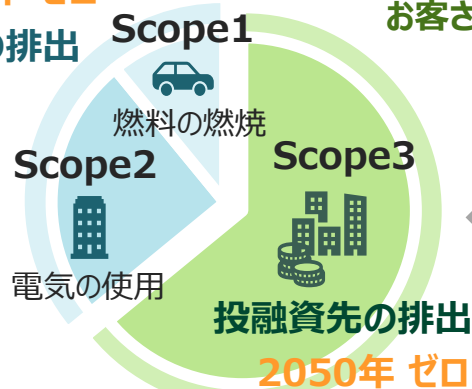 の排出
お客さ
Scope1
燃料の燃焼
Scope2
電気の使用
Scope3
投融資先の排出
2050年 ゼロ